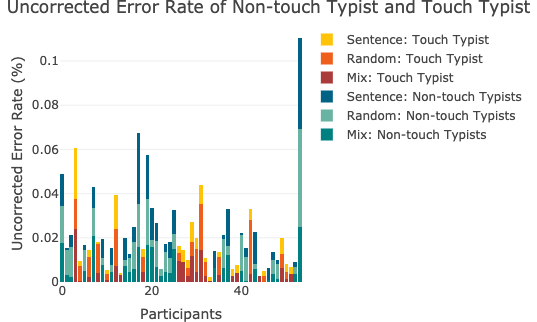 Uncorrected Error Rate of Non-touch Typist and Touch Typist
Uncorrected Error Rate (%)
0.1
0.08
0.06
0.04
0.02
0
0
20
40
Participants
Sentence: Touch Typist
Random: Touch Typist
Mix: Touch Typist
Sentence: Non-touch Typists
Random: Non-touch Typists
Mix: Non-touch Typists